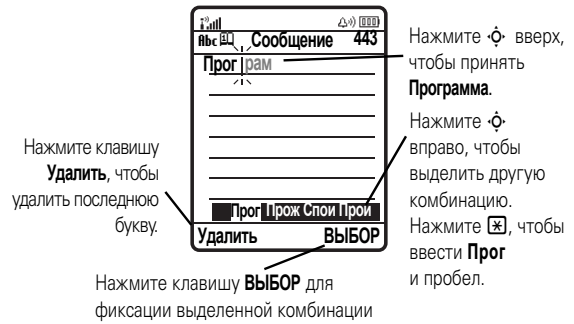 Abc 1 Сообщение 443
Прог рам
Прог Прож Спои Прой
Удалить ВЫБОР
Нажмите клавишу
Удалить, чтобы
удалить последнюю
букву.
Нажмите вверх,
чтобы принять
Программа.
Нажмите
вправо, чтобы
выделить другую
комбинацию.
Нажмите *, чтобы
ввести Прог
и пробел.
Нажмите клавишу ВЫБОР для
фиксации выделенной комбинации